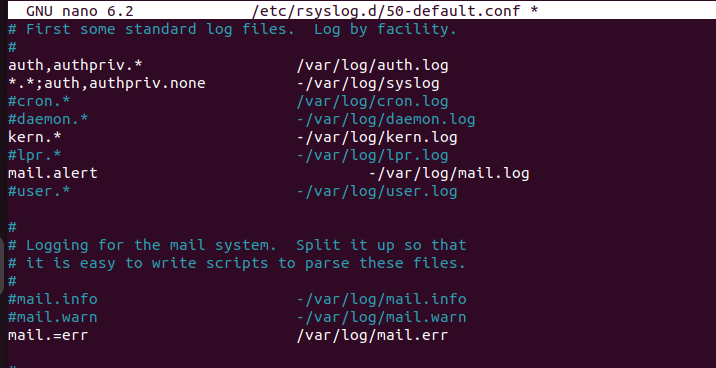 GNU nano 6.2 /etc/rsyslog.d/50-default.conf *
# First some standard log files.  Log by facility.
#
auth,authpriv.*                 /var/log/auth.log
*.*;auth,authpriv.none          -/var/log/syslog
#cron.*                         /var/log/cron.log
#daemon.*                       -/var/log/daemon.log
kern.*                          -/var/log/kern.log
#lpr.*                          -/var/log/lpr.log
mail.alert                              -/var/log/mail.log
#user.*                         -/var/log/user.log

#
# Logging for the mail system.  Split it up so that
# it is easy to write scripts to parse these files.
#
#mail.info                      -/var/log/mail.info
#mail.warn                      -/var/log/mail.warn
mail.=err                       /var/log/mail.err

#